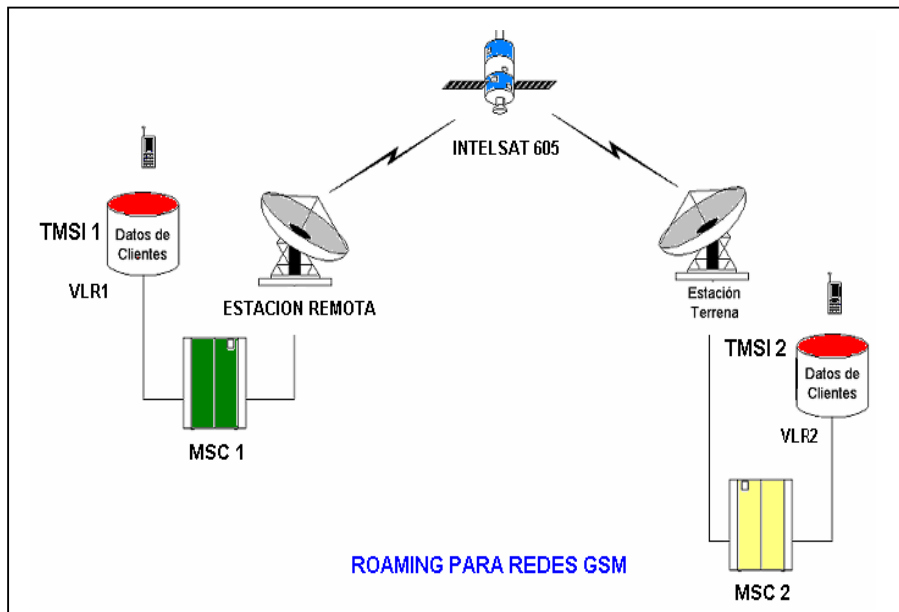 INTELSAT 605
TMSI 1
Datos de
Clientes
VLR1
ESTACION REMOTA
MSC 1
Estación
Terrena
TMSI 2
Datos de
Clientes
VLR2
MSC 2
ROAMING PARA REDES GSM